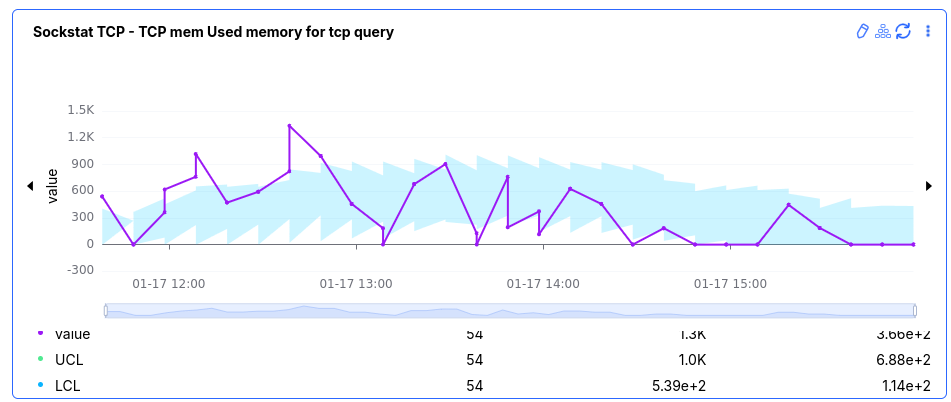 Sockstat TCP - TCP mem Used memory for tcp query
value
1.5K
1.2K
900
600
300
0
-300
01-17 12:00 01-17 13:00 01-17 14:00 01-17 15:00
value 54 1.3K 3.66e+2
UCL 54 1.0K 6.88e+2
LCL 54 5.39e+2 1.14e+2